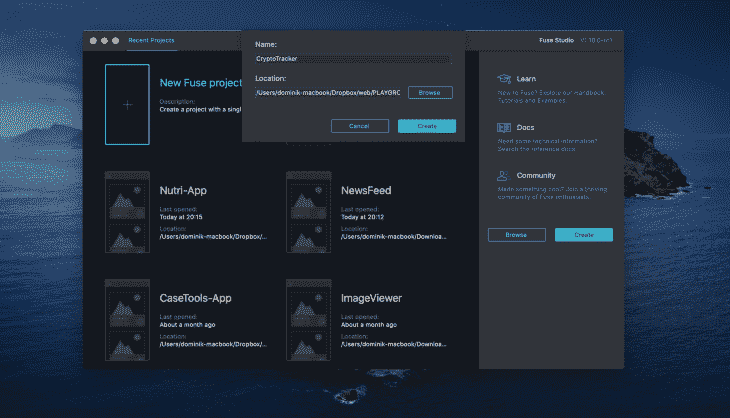 Recent Projects
Name:
CryptoTracker
Location:
/Users/dominik-macbook/Dropbox/web/PLAYGRO
Browse
Cancel
Create
Fuse Studio
New Fuse project
Description:
Create a project with a singl
Nutri-App
Last opened:
Today at 20:15
Location:
/Users/dominik-macbook/Dropbox/...
NewsFeed
Last opened:
Today at 20:12
Location:
/Users/dominik-macbook/Downloa...
CaseTools-App
Last opened:
About a month ago
Location:
/Users/dominik-macbook/Dropbox/...
ImageViewer
Last opened:
About a month ago
Location:
/Users/dominik-macbook/Downloa...
Learn
New to Fuse? Explore our handbook
Tutorials and Examples
Docs
Need some technical information?
Search the reference docs
Community
Made something cool? Join a thriving
community of Fuse enthusiasts
Browse
Create